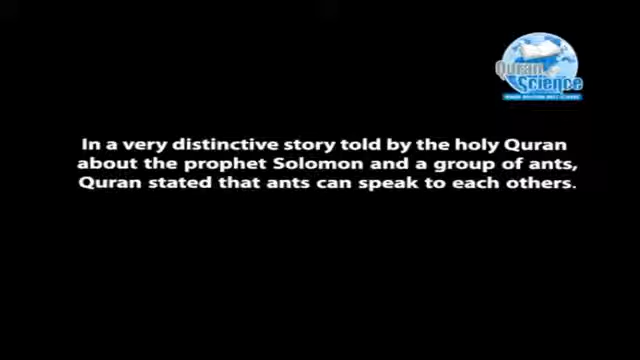 Quran
Science
In a very distinctive story told by the holy Quran
about the prophet Solomon and a group of ants,
Quran stated that ants can speak to each others.